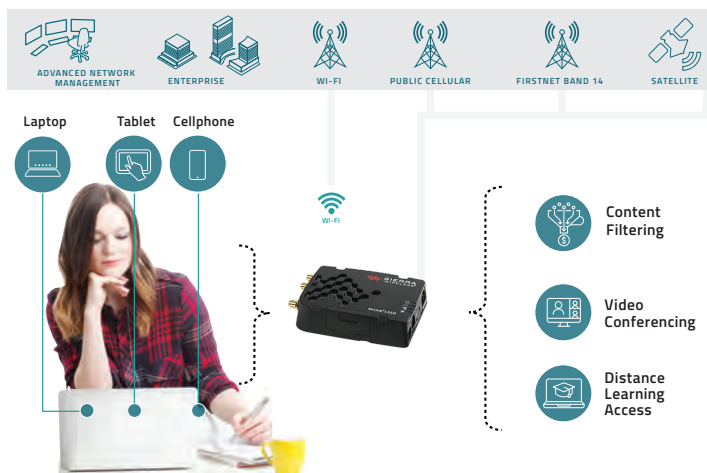 ADVANCED NETWORK
MANAGEMENT
ENTERPRISE
WI-FI
PUBLIC CELLULAR
FIRSTNET BAND 14
SATELLITE
Laptop
Tablet
Cellphone
Wi-Fi
SIERRA
WIRELESS
Content
Filtering
Video
Conferencing
Distance
Learning
Access
$